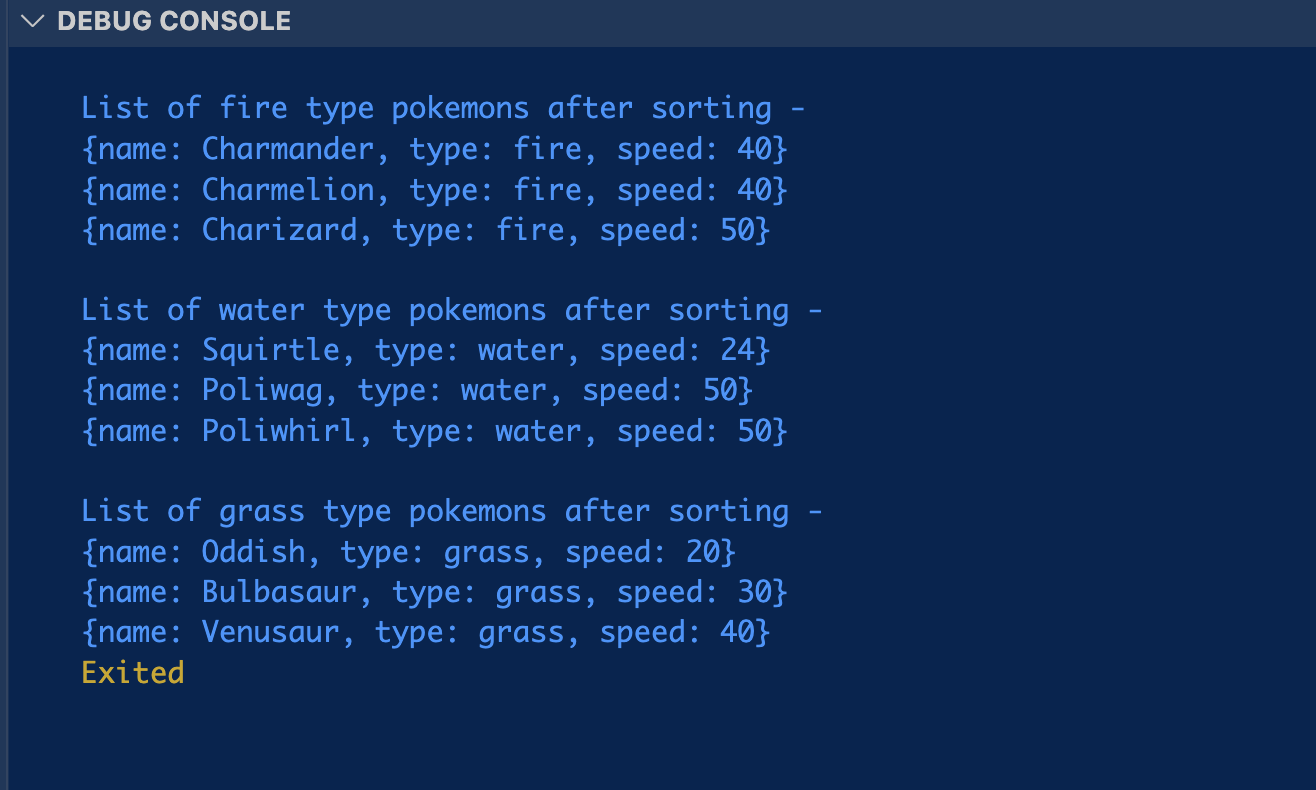 DEBUG CONSOLE
List of fire type pokemons after sorting -
{name: Charmander, type: fire, speed: 40}
{name: Charmelion, type: fire, speed: 40}
{name: Charizard, type: fire, speed: 50}
List of water type pokemons after sorting -
{name: Squirtle, type: water, speed: 24}
{name: Poliwag, type: water, speed: 50}
{name: Poliwhirl, type: water, speed: 50}
List of grass type pokemons after sorting -
{name: Oddish, type: grass, speed: 20}
{name: Bulbasaur, type: grass, speed: 30}
{name: Venusaur, type: grass, speed: 40}
Exited